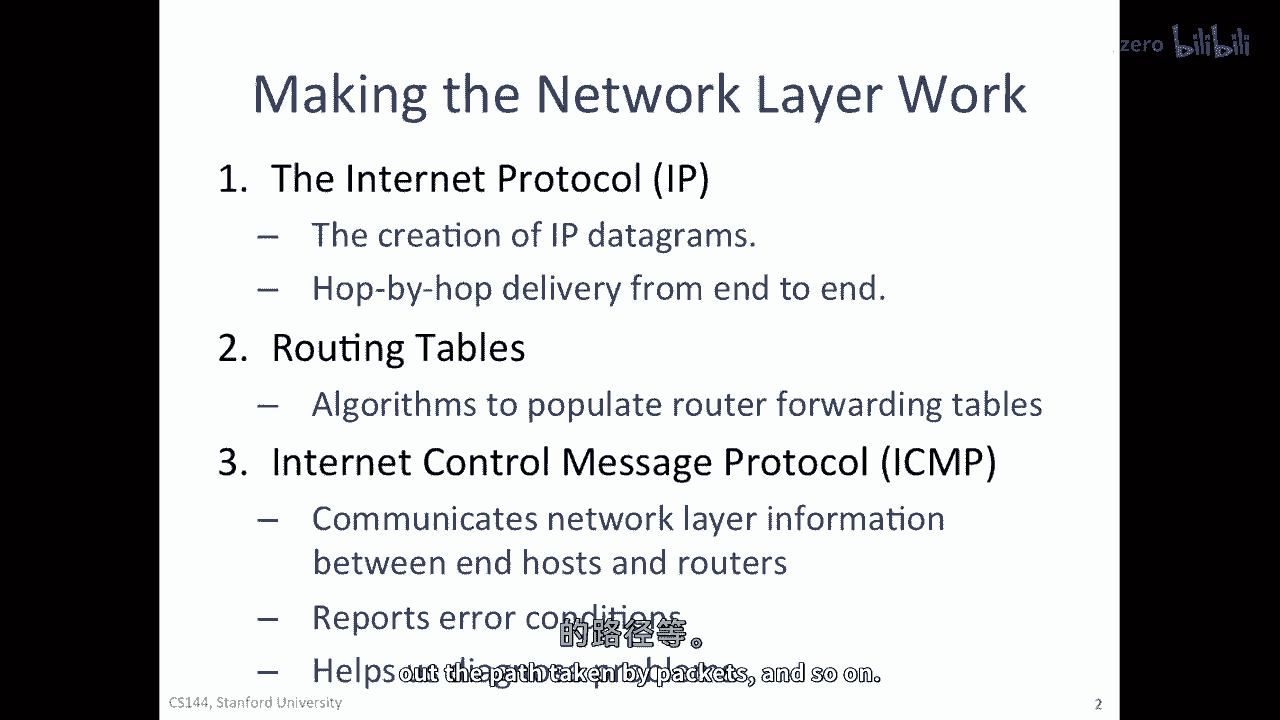 zero bilibili
Making the Network Layer Work
1. The Internet Protocol (IP)
– The creation of IP datagrams.
– Hop-by-hop delivery from end to end.
2. Routing Tables
– Algorithms to populate router forwarding tables
3. Internet Control Message Protocol (ICMP)
– Communicates network layer information
between end hosts and routers
– Reports error conditions
的路径等。
– Helps
out the path taken by packets, and so on.
CS144, Stanford University
2